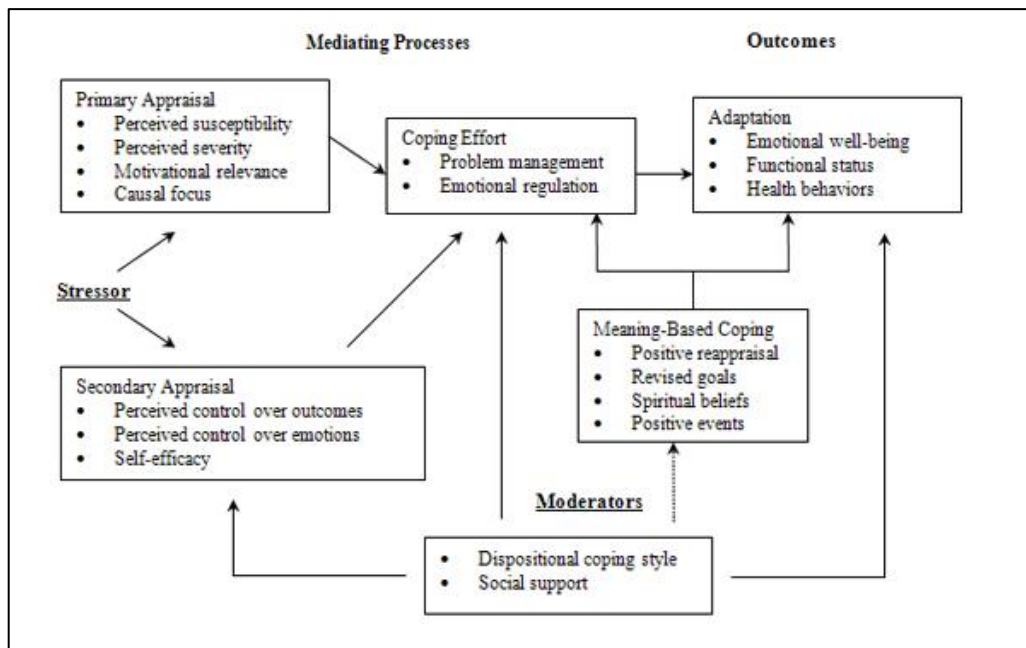 Mediating Processes
Outcomes
Primary Appraisal
• Perceived susceptibility
• Perceived severity
• Motivational relevance
• Causal focus
Coping Effort
• Problem management
• Emotional regulation
Adaptation
• Emotional well-being
• Functional status
• Health behaviors
Stressor
Secondary Appraisal
• Perceived control over outcomes
• Perceived control over emotions
• Self-efficacy
Meaning-Based Coping
• Positive reappraisal
• Revised goals
• Spiritual beliefs
• Positive events
Moderators
• Dispositional coping style
• Social support